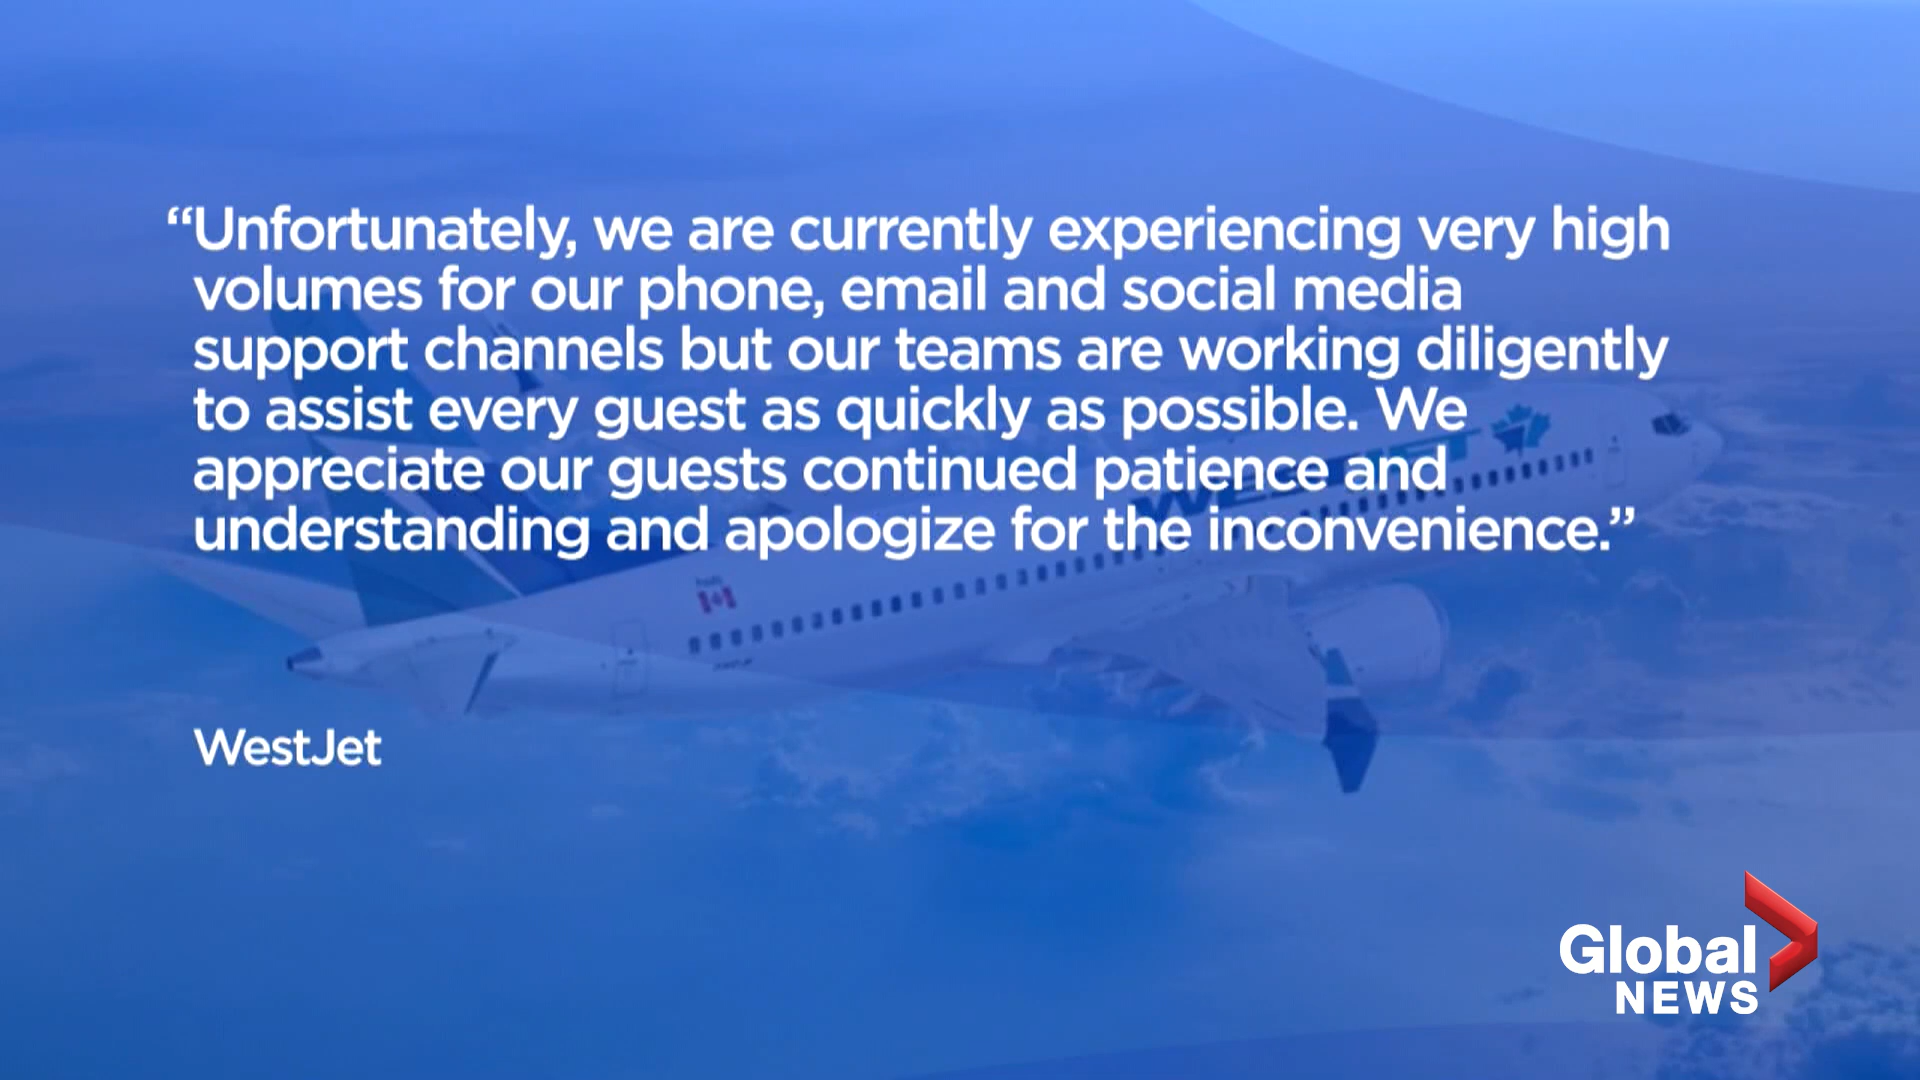 “Unfortunately, we are currently experiencing very high
volumes for our phone, email and social media
support channels but our teams are working diligently
to assist every guest as quickly as possible. We
appreciate our guests continued patience and
understanding and apologize for the inconvenience.”
WESTJET
WestJet
Global
NEWS